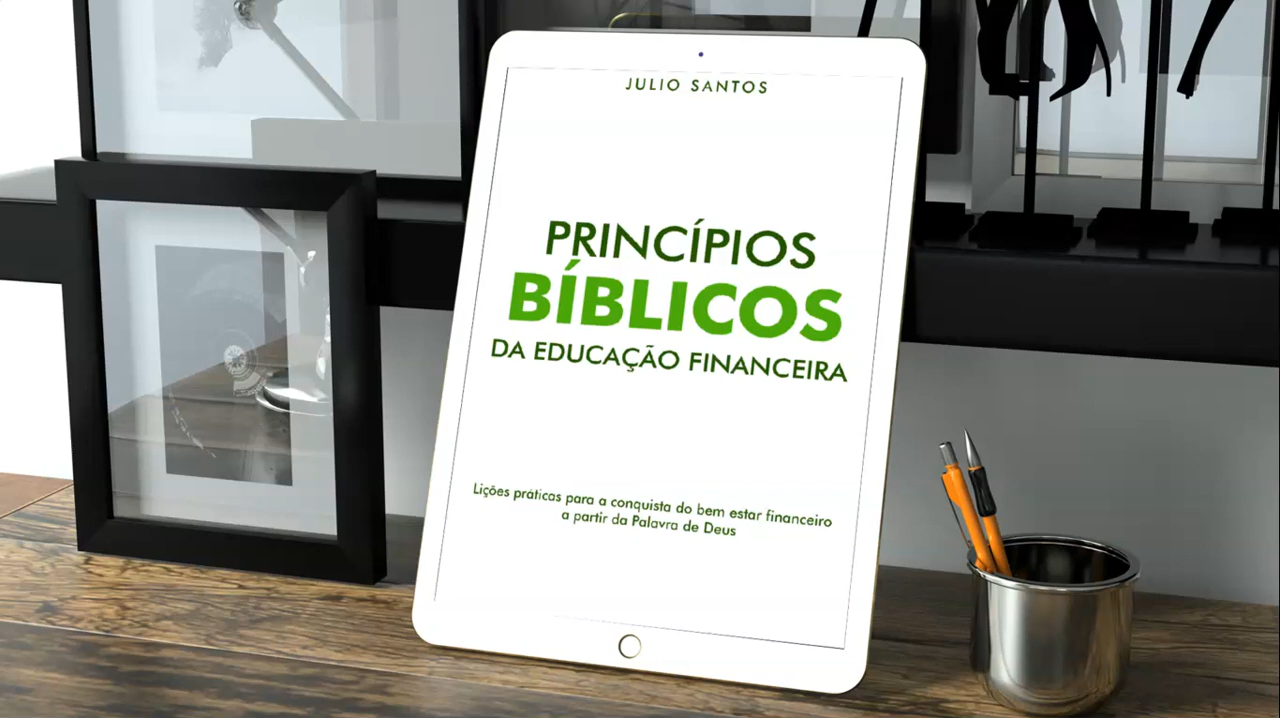 JULIO SANTOS
PRINCÍPIOS
BÍBLICOS
DA EDUCAÇÃO FINANCEIRA
Lições práticas para a conquista do bem estar financeiro
a partir da Palavra de Deus